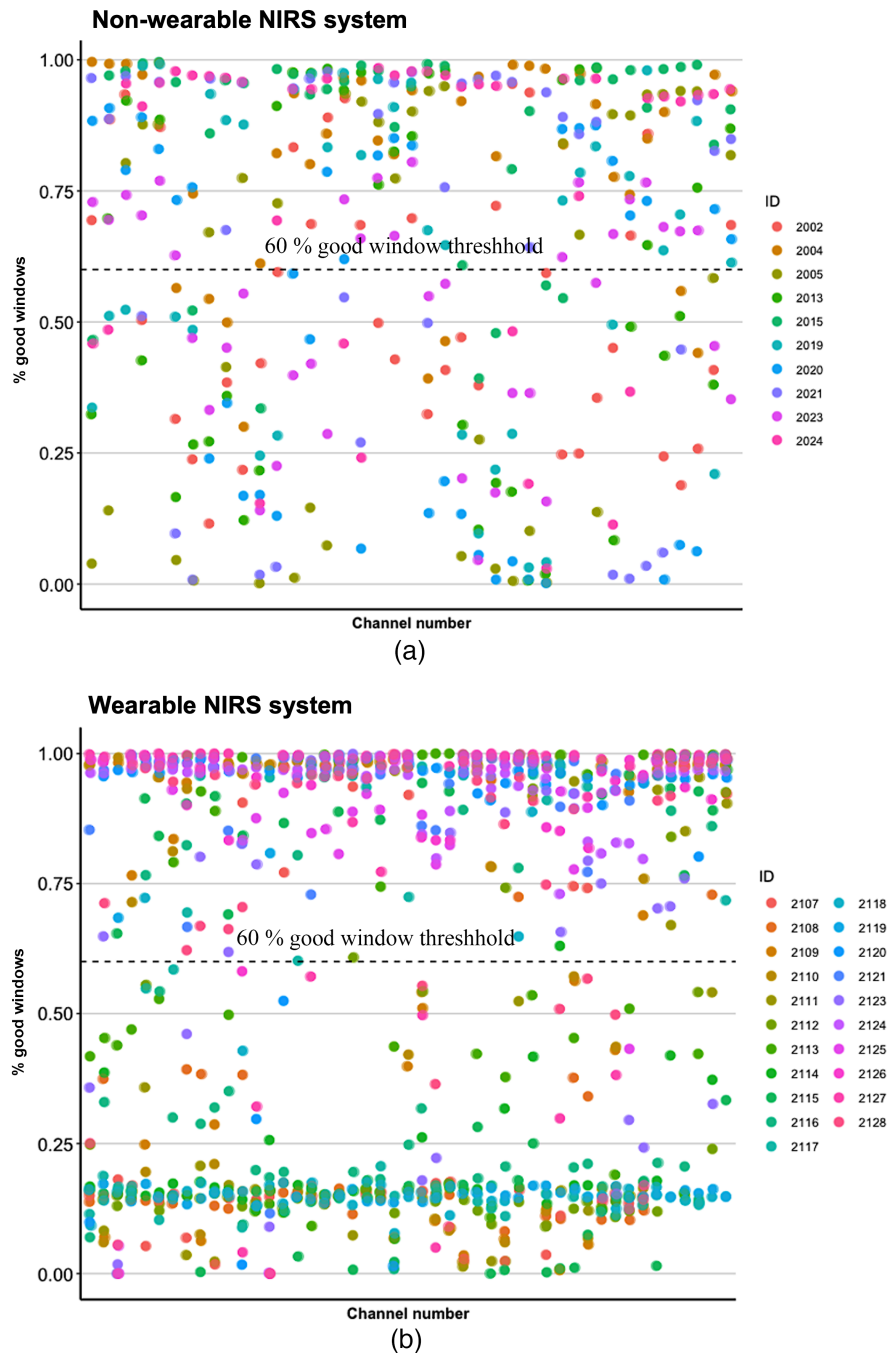 Non-wearable NIRS system
1.00
0.75
0.50
0.25
0.00
% good windows
60 % good window threshhold
Channel number
ID
2002
2004
2005
2013
2015
2019
2020
2021
2023
2024
(a)
Wearable NIRS system
1.00
0.75
0.50
0.25
0.00
% good windows
60 % good window threshhold
Channel number
ID
2107 2118
2108 2119
2109 2120
2110 2121
2111 2123
2112 2124
2113 2125
2114 2126
2115 2127
2116 2128
2117
(b)